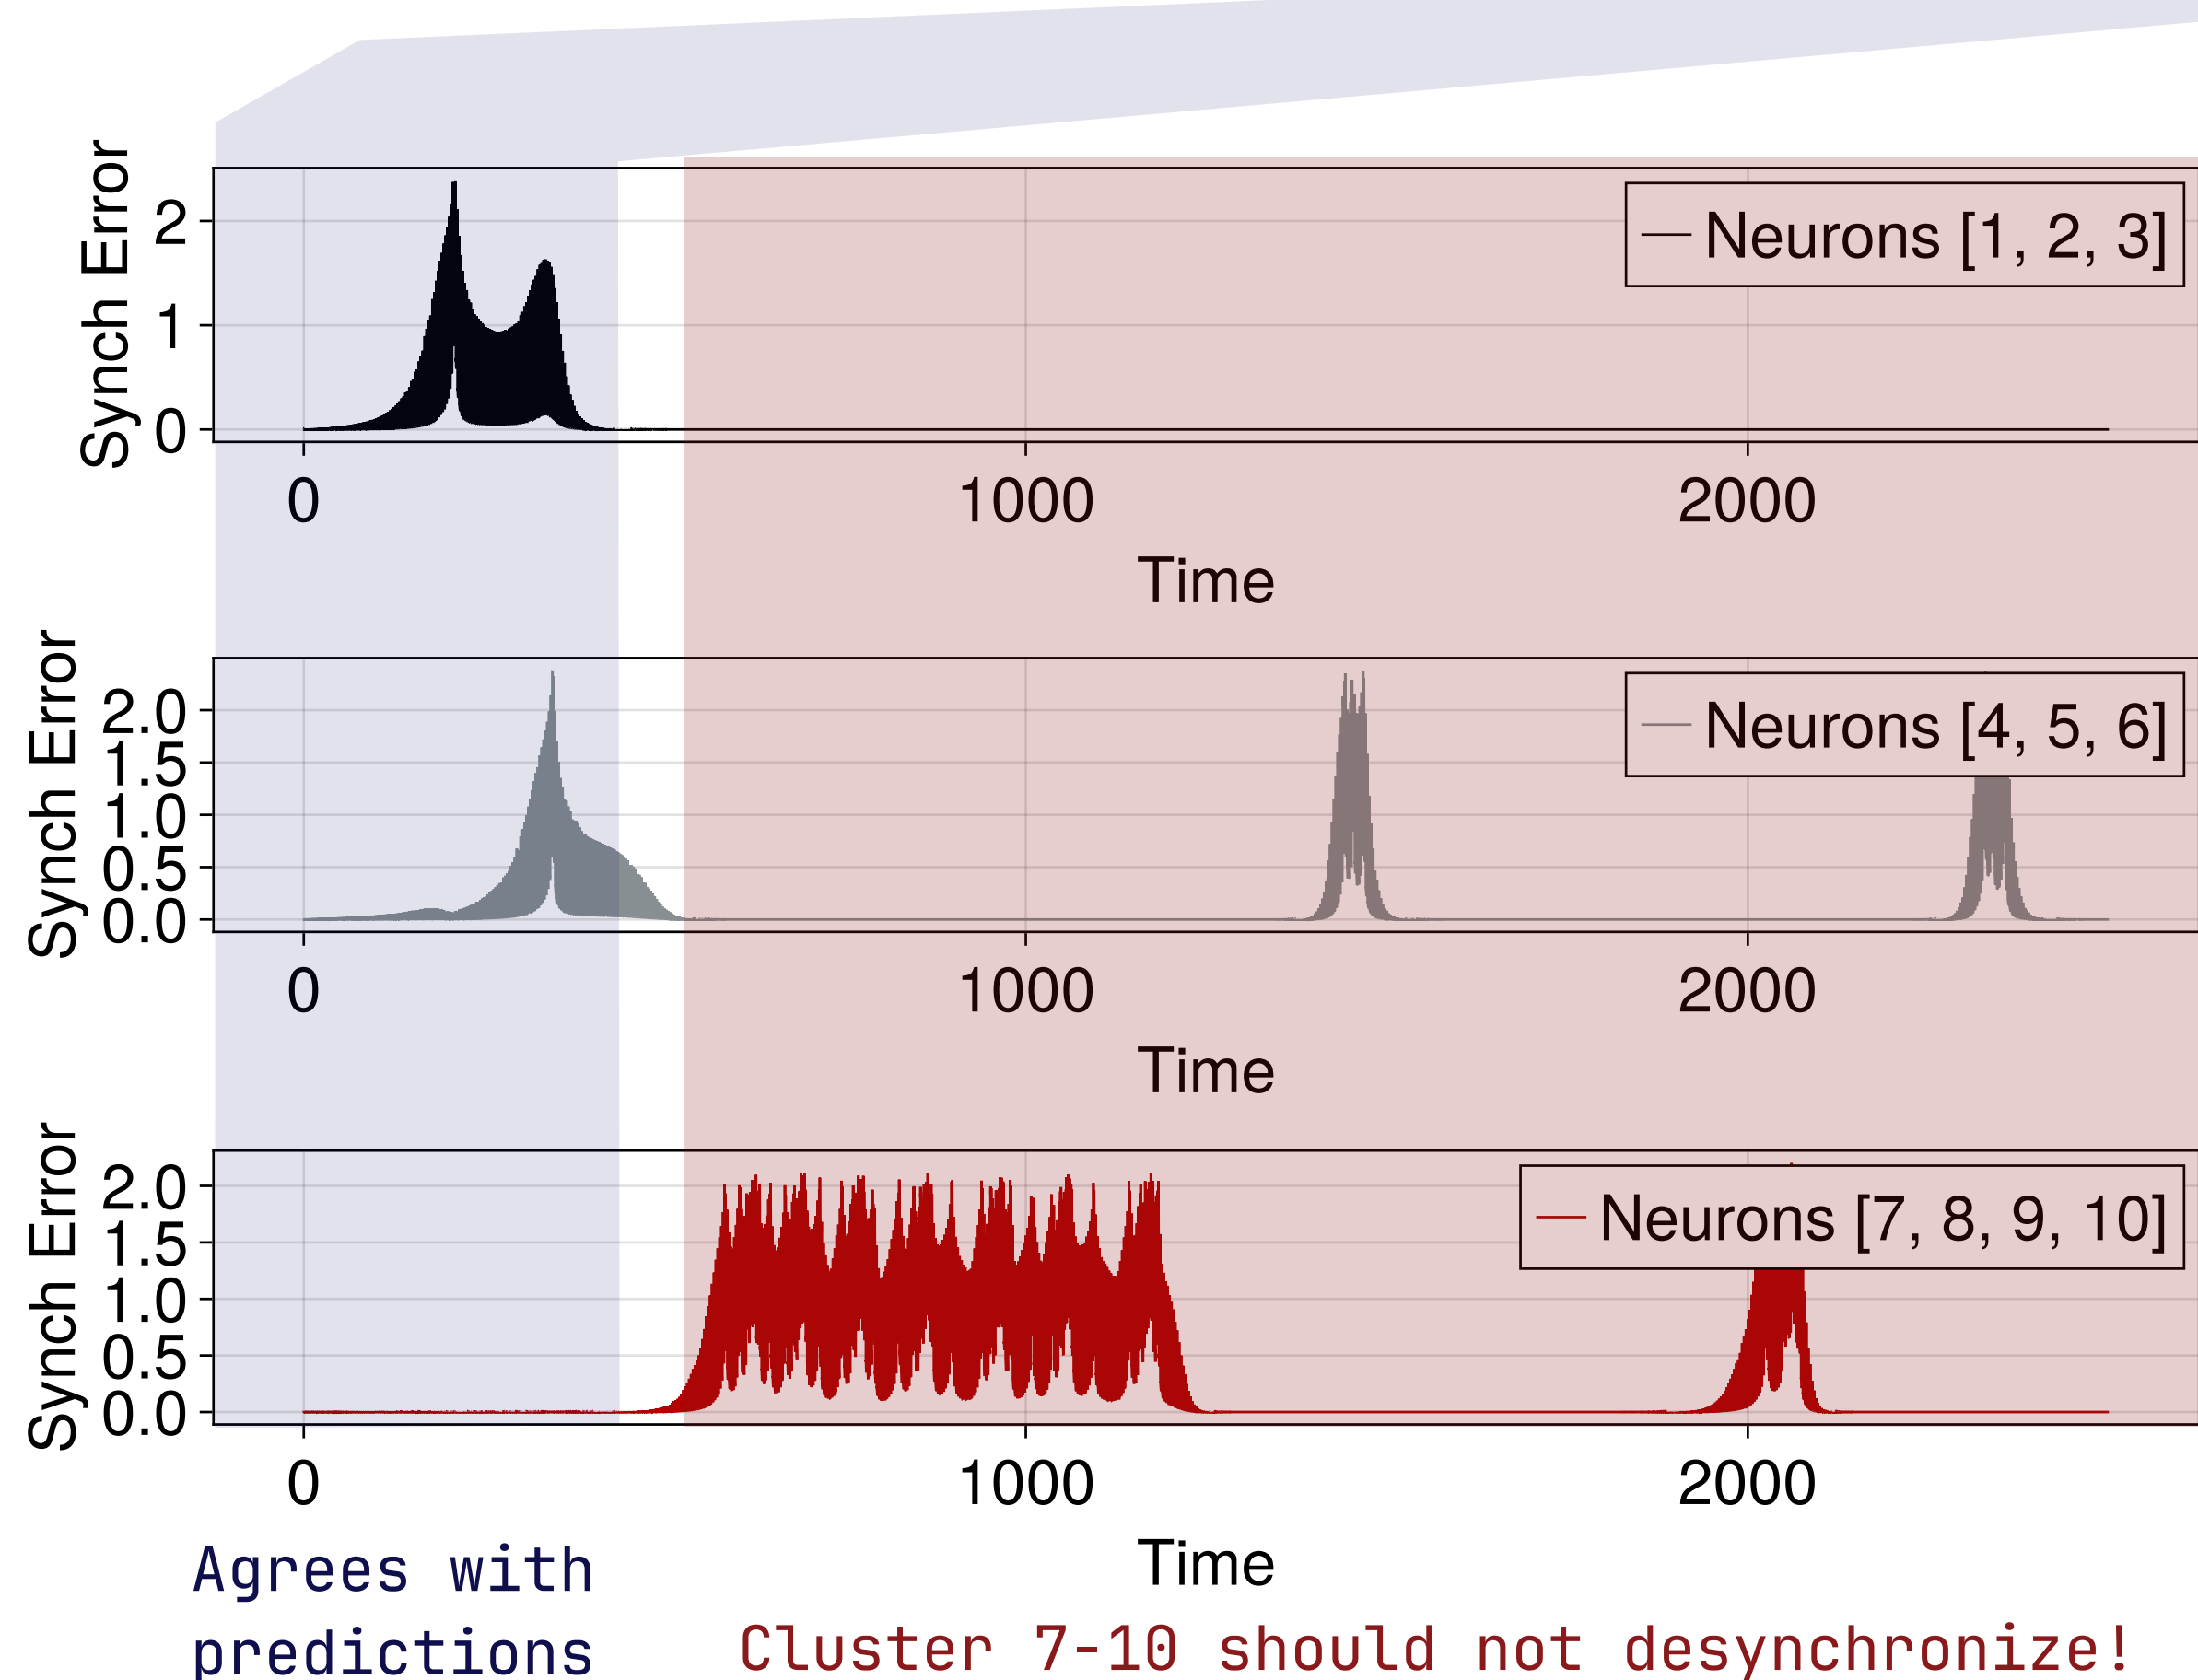 Synch Error
2
1
0
Neurons [1, 2, 3]
0 1000 2000
Time
Synch Error
2.0
1.5
1.0
0.5
0.0
Neurons [4, 5, 6]
0 1000 2000
Time
Synch Error
2.0
1.5
1.0
0.5
0.0
Neurons [7, 8, 9, 10]
0 1000 2000
Time
Agrees with
predictions
Cluster 7-10 should not desynchronize!